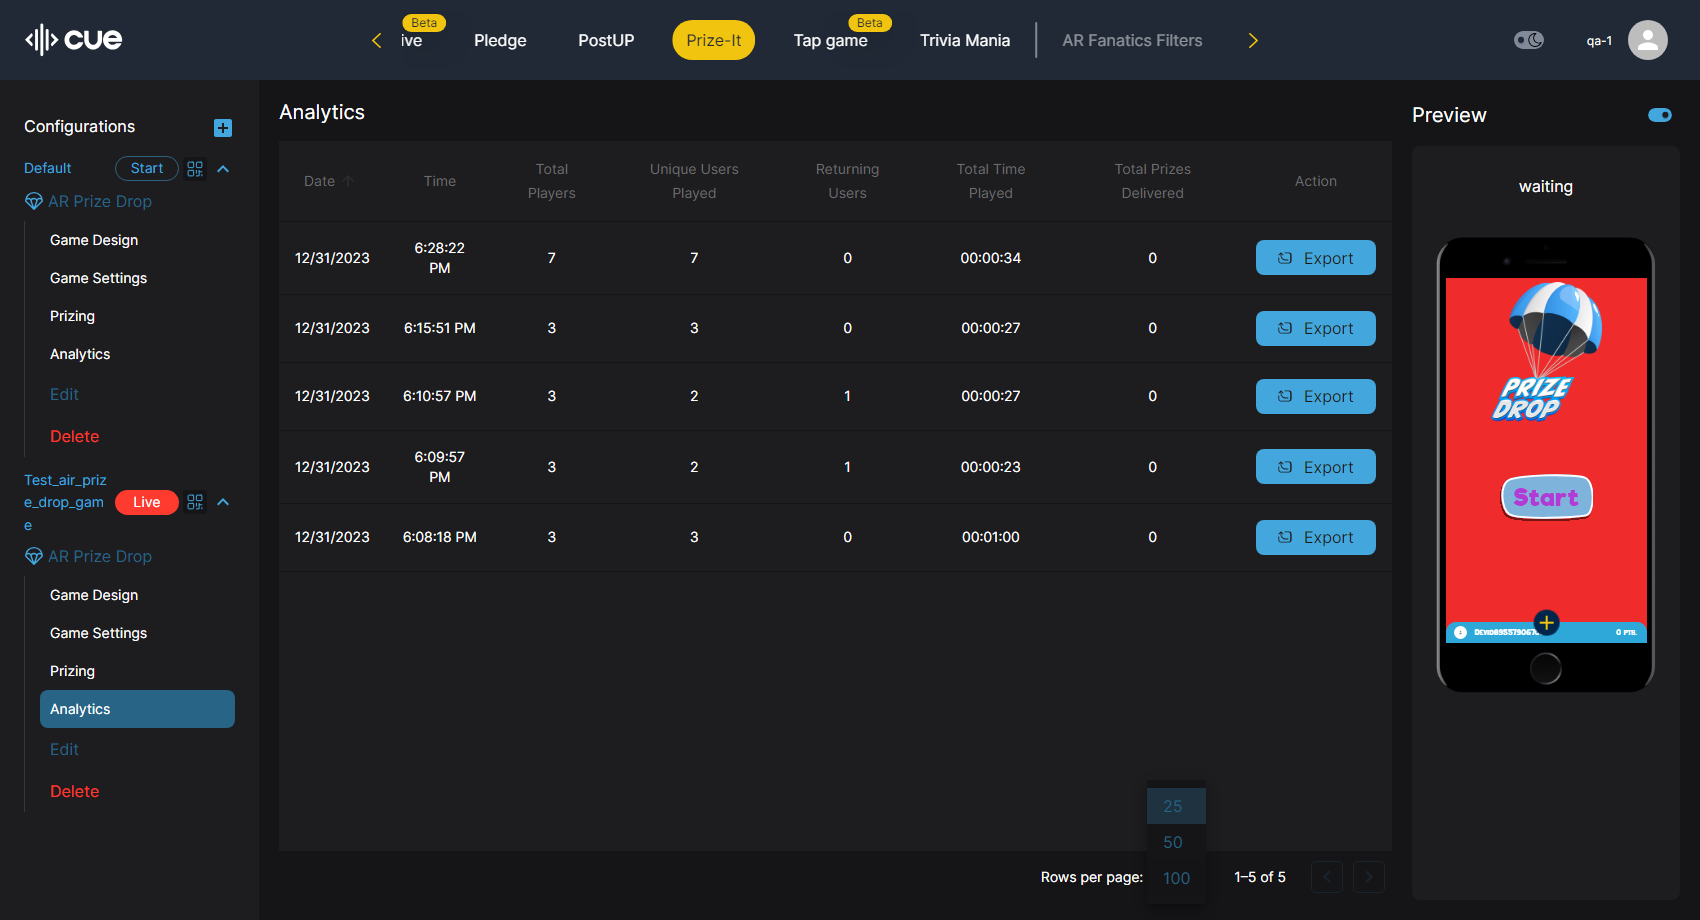 cue
Beta
ive
Pledge
PostUP
Prize-It
Beta
Tap game
Trivia Mania
AR Fanatics Filters
qa-1
Configurations
Default
Start
AR Prize Drop
Game Design
Game Settings
Prizing
Analytics
Edit
Delete
Test_air_priz
e_drop_gam
e
Live
AR Prize Drop
Game Design
Game Settings
Prizing
Analytics
Edit
Delete
Analytics
Date
Time
Total
Players
Unique Users
Played
Returning
Users
Total Time
Played
Total Prizes
Delivered
Action
12/31/2023
6:28:22
PM
7
7
0
00:00:34
0
Export
12/31/2023
6:15:51 PM
3
3
0
00:00:27
0
Export
12/31/2023
6:10:57 PM
3
2
1
00:00:27
0
Export
12/31/2023
6:09:57
PM
3
2
1
00:00:23
0
Export
12/31/2023
6:08:18 PM
3
3
0
00:01:00
0
Export
25
50
100
Rows per page:
1–5 of 5
Preview
waiting
PRIZE
DROP
Start
0 PTS.